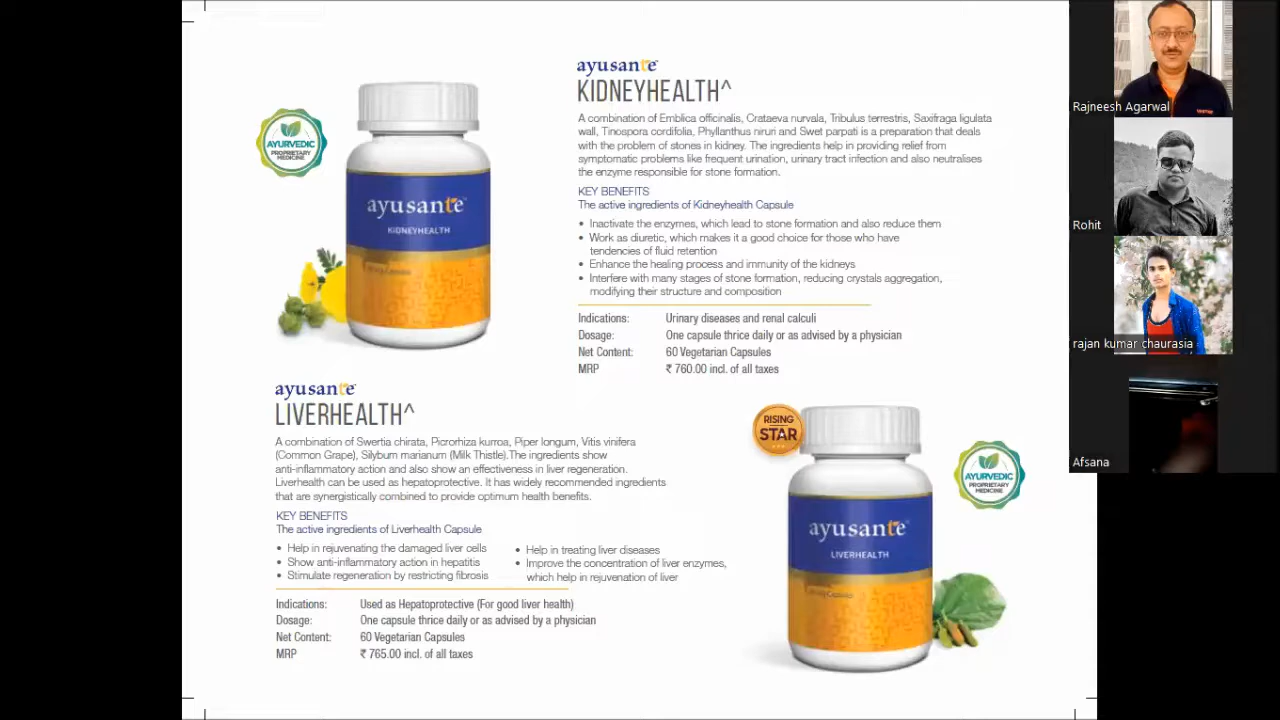 ayusante
KIDNEYHEALTH^
A combination of Emblica officinalis, Crataeva nurvala, Tribulus terrestris, Saxifraga ligulata
wall, Tinospora cordifolia, Phyllanthus niruri and Swet parpati is a preparation that deals
with the problem of stones in kidney. The ingredients help in providing relief from
symptomatic problems like frequent urination, urinary tract infection and also neutralises
the enzyme responsible for stone formation.
KEY BENEFITS
The active ingredients of Kidneyhealth Capsule
• Inactivate the enzymes, which lead to stone formation and also reduce them
• Work as diuretic, which makes it a good choice for those who have
tendencies of fluid retention
• Enhance the healing process and immunity of the kidneys
• Interfere with many stages of stone formation, reducing crystals aggregation,
modifying their structure and composition
Indications: Urinary diseases and renal calculi
Dosage: One capsule thrice daily or as advised by a physician
Net Content: 60 Vegetarian Capsules
MRP ₹ 760.00 incl. of all taxes
AYURVEDIC
PROPRIETARY
MEDICINE
ayusante
KIDNEYHEALTH
ayusante
LIVERHEALTH^
A combination of Swertia chirata, Picrorhiza kurroa, Piper longum, Vitis vinifera
(Common Grape), Silybum marianum (Milk Thistle).The ingredients show
anti-inflammatory action and also show an effectiveness in liver regeneration.
Liverhealth can be used as hepatoprotective. It has widely recommended ingredients
that are synergistically combined to provide optimum health benefits.
KEY BENEFITS
The active ingredients of Liverhealth Capsule
• Help in rejuvenating the damaged liver cells
• Show anti-inflammatory action in hepatitis
• Stimulate regeneration by restricting fibrosis
• Help in treating liver diseases
• Improve the concentration of liver enzymes,
which help in rejuvenation of liver
Indications: Used as Hepatoprotective (For good liver health)
Dosage: One capsule thrice daily or as advised by a physician
Net Content: 60 Vegetarian Capsules
MRP ₹ 765.00 incl. of all taxes
RISING
STAR
AYURVEDIC
PROPRIETARY
MEDICINE
ayusante
LIVERHEALTH
Rajneesh Agarwal
Rohit
rajan kumar chaurasia
Afsana